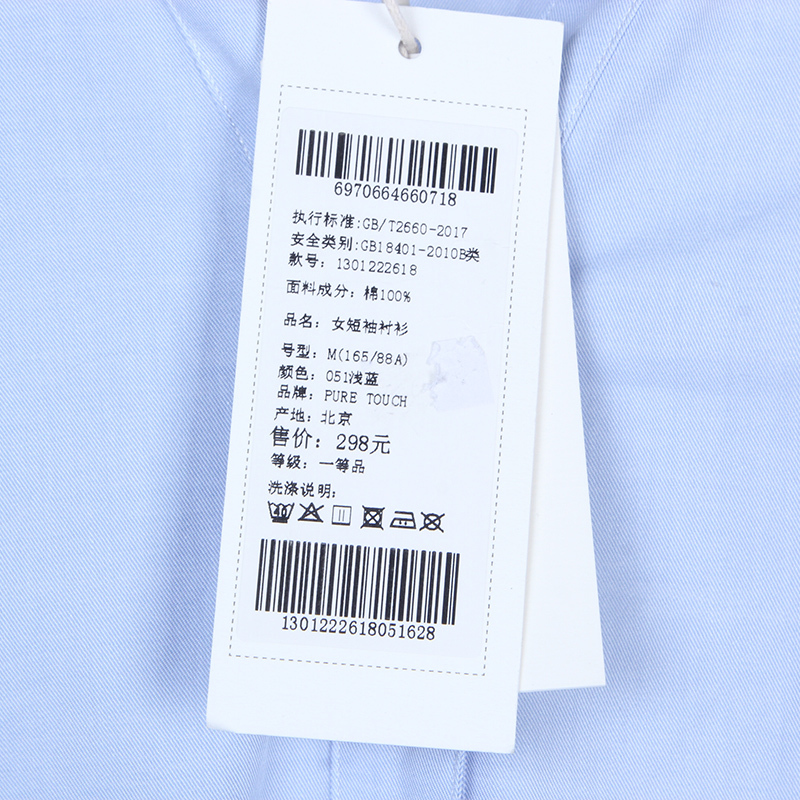 6970664660718
执行标准:GB/T2660-2017
安全类别:GB18401-2010B类
款号: 1301222618
面料成分: 棉100%
品名: 女短袖衬衫
号型: M(165/88A)
颜色: 051浅蓝
品牌: PURE TOUCH
产地: 北京
售价: 298元
等级: 一等品
洗涤说明:
40
1301222618051628